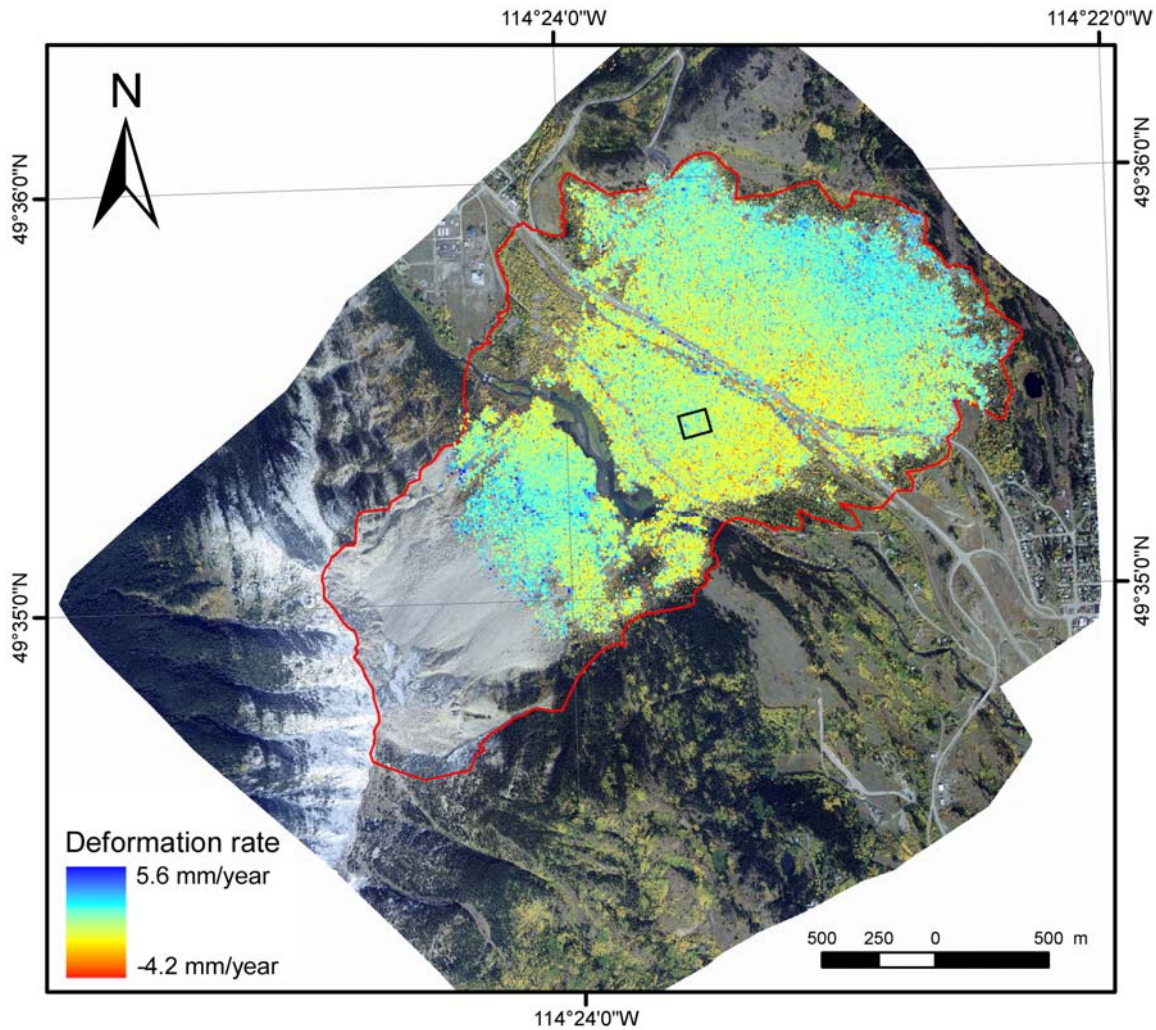 114°24'0"W
114°22'0"W
N
49°36'0"N
49°36'0"N
49°35'0"N
49°35'0"N
Deformation rate
5.6 mm/year
-4.2 mm/year
500 250 0 500 m
114°24'0"W